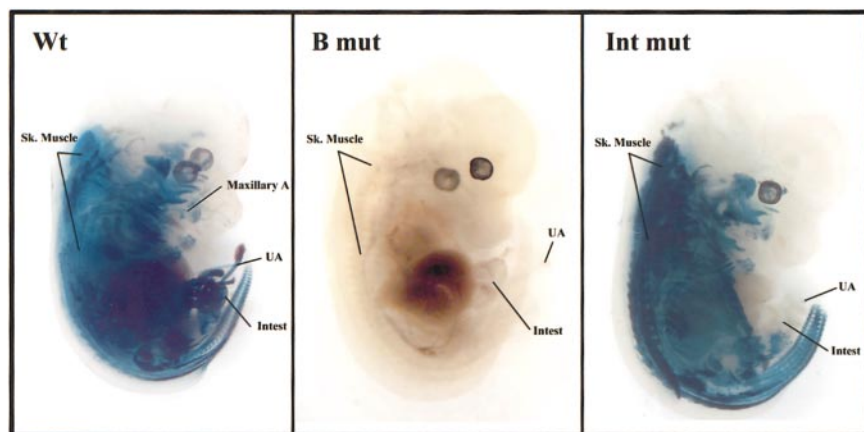 Wt
Sk. Muscle
Maxillary A
UA
Intest
B mut
Sk. Muscle
UA
Intest
Int mut
Sk. Muscle
UA
Intest